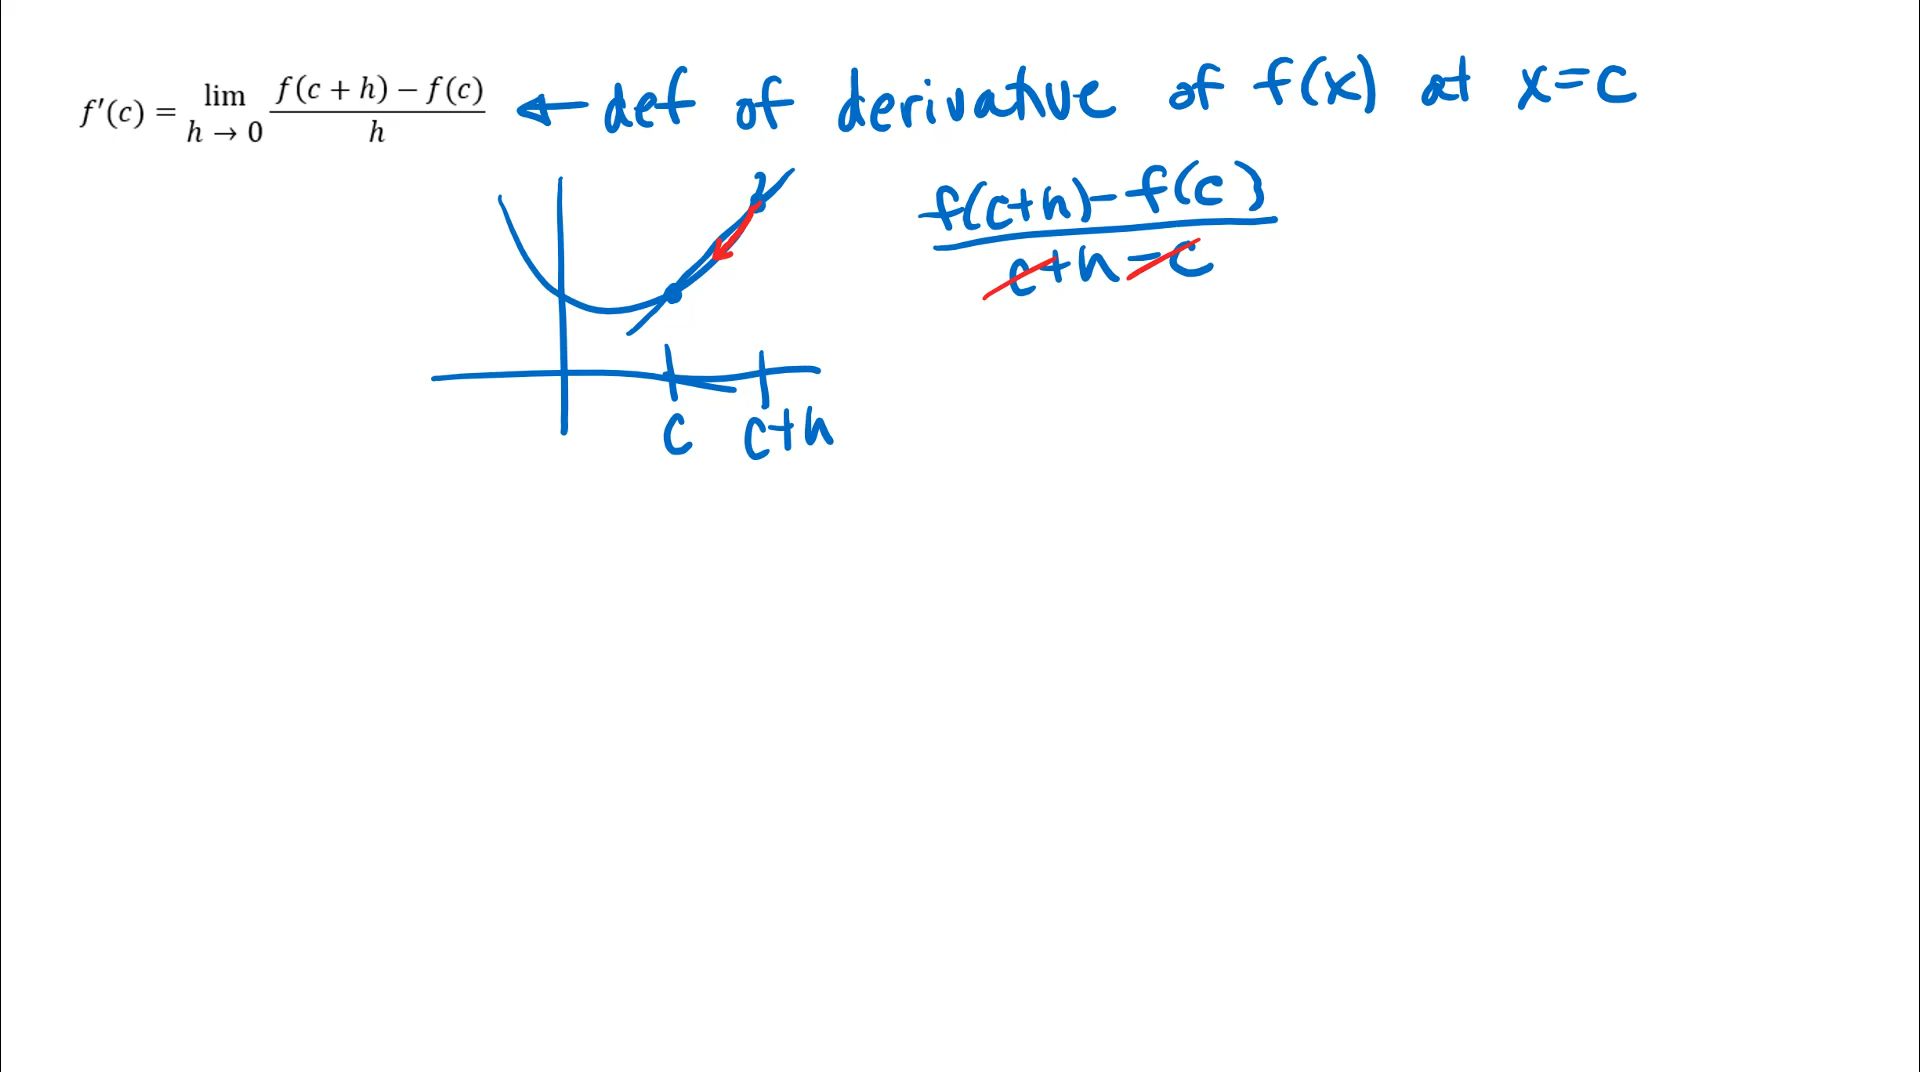 f'(c) = lim h → 0 f(c + h) − f(c) / h ← def of derivative of f(x) at x=c
f(c+h)-f(c)
c+h-c
c c+h